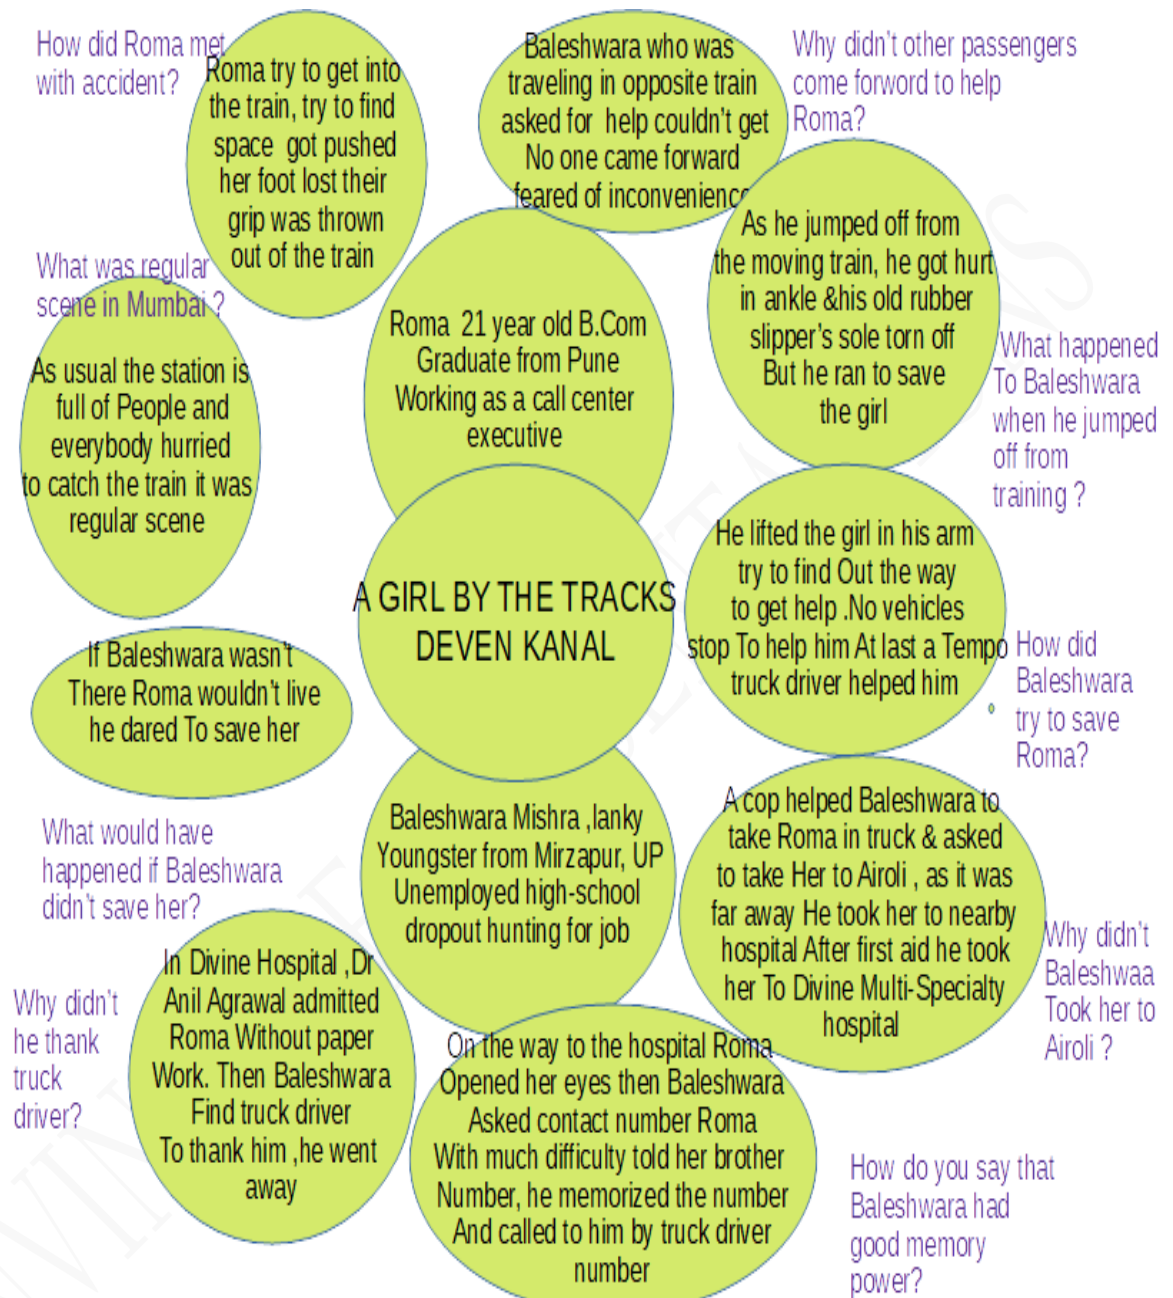 How did Roma met
with accident?
Roma try to get into
the train, try to find
space got pushed
her foot lost their
grip was thrown
out of the train
Baleshwara who was
traveling in opposite train
asked for help couldn't get
No one came forward
feared of inconvenienc
Why didn't other passengers
come forword to help
Roma?
As he jumped off from
the moving train, he got hurt
in ankle &his old rubber
slipper's sole torn off
But he ran to save
the girl
What was regular
scene in Mumbai ?
As usual the station is
full of People and
everybody hurried
to catch the train it was
regular scene
Roma 21 year old B.Com
Graduate from Pune
Working as a call center
executive
What happened
To Baleshwara
when he jumped
off from
training ?
A GIRL BY THE TRACKS
DEVEN KANAL
He lifted the girl in his arm
try to find Out the way
to get help .No vehicles
stop To help him At last a Tempo
truck driver helped him
How did
Baleshwara
try to save
Roma?
If Baleshwara wasn't
There Roma wouldn't live
he dared To save her
What would have
happened if Baleshwara
didn't save her?
Baleshwara Mishra ,lanky
Youngster from Mirzapur, UP
Unemployed high-school
dropout hunting for job
A cop helped Baleshwara to
take Roma in truck & asked
to take Her to Airoli , as it was
far away He took her to nearby
hospital After first aid he took
her To Divine Multi-Specialty
hospital
Why didn't
Baleshwaa
Took her to
Airoli ?
Why didn't
he thank
truck
driver?
In Divine Hospital ,Dr
Anil Agrawal admitted
Roma Without paper
Work. Then Baleshwara
Find truck driver
To thank him ,he went
away
On the way to the hospital Roma
Opened her eyes then Baleshwara
Asked contact number Roma
With much difficulty told her brother
Number, he memorized the number
And called to him by truck driver
number
How do you say that
Baleshwara had
good memory
power?